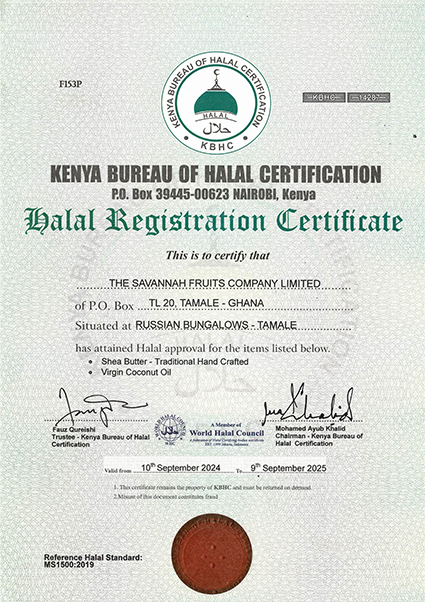 F153P
KENYA BUREAU OF HALAL CERTIFICATION
HALAL
حلال
KBHC
KBHC 14287
KENYA BUREAU OF HALAL CERTIFICATION
P.O. Box 39445-00623 NAIROBI, Kenya
Halal Registration Certificate
This is to certify that
THE SAVANNAH FRUITS COMPANY LIMITED
of P.O. Box TL 20, TAMALE - GHANA
Situated at RUSSIAN BUNGALOWS - TAMALE
has attained Halal approval for the items listed below.
• Shea Butter - Traditional Hand Crafted
• Virgin Coconut Oil
Fauz Qureishi
Trustee - Kenya Bureau of Halal
Certification
A Member of
World Halal Council
Mohamed Ayub Khalid
Chairman - Kenya Bureau of
Halal Certification
Valid from 10th September 2024 To 9th September 2025
1. This certificate remains the property of KBHC and must be returned on demand.
2.Misuse of this document constitutes fraud
Reference Halal Standard:
MS1500:2019